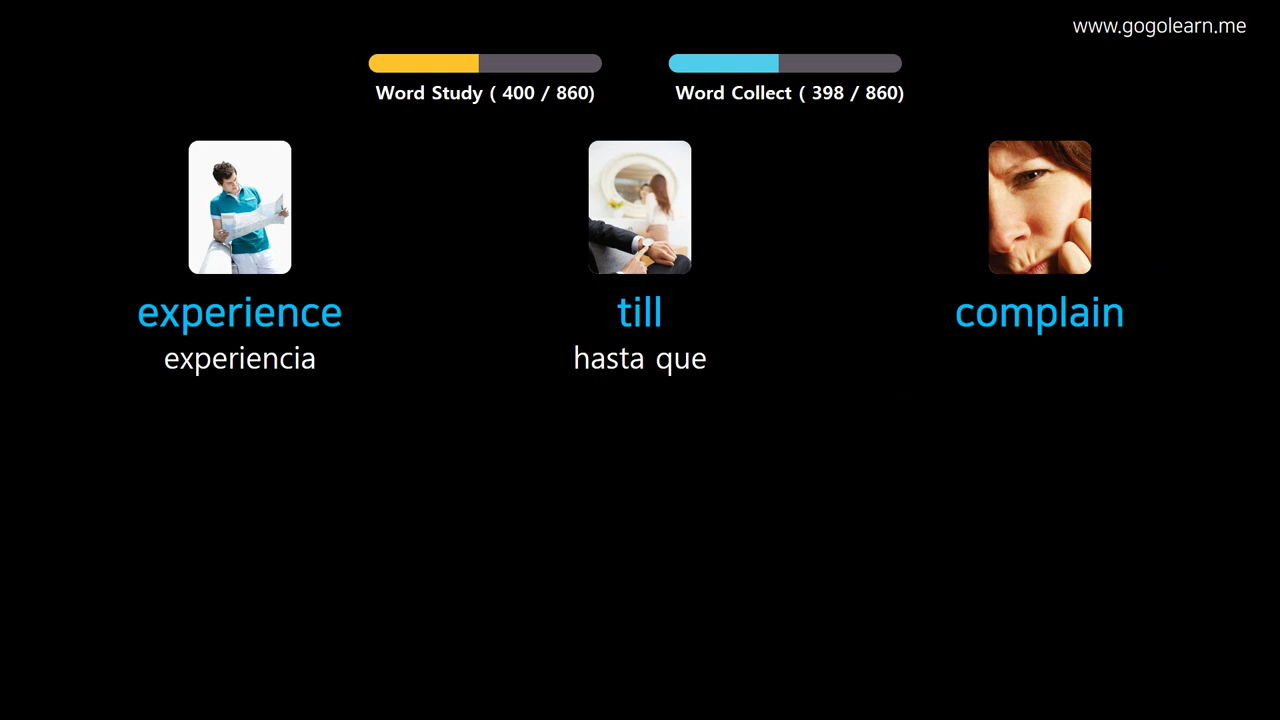 www.gogolearn.me
Word Study ( 400 / 860)
Word Collect ( 398 / 860)
experience
till
complain
experiencia
hasta que